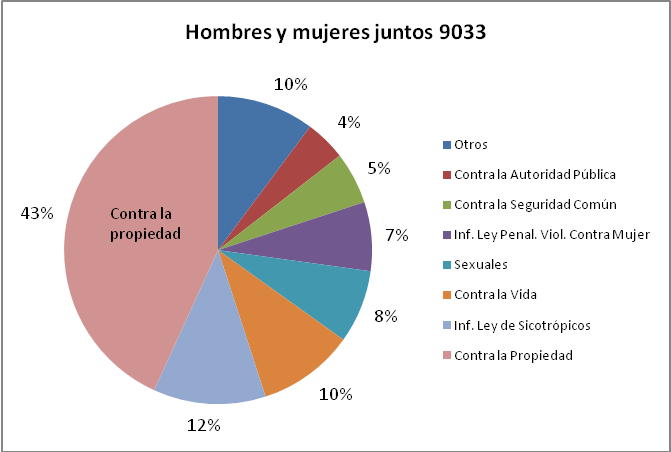 Hombres y mujeres juntos 9033
10%
4%
5%
7%
8%
10%
12%
43%
Contra la
propiedad
Otros
Contra la Autoridad Pública
Contra la Seguridad Común
Inf. Ley Penal. Viol. Contra Mujer
Sexuales
Contra la Vida
Inf. Ley de Sicotrópicos
Contra la Propiedad